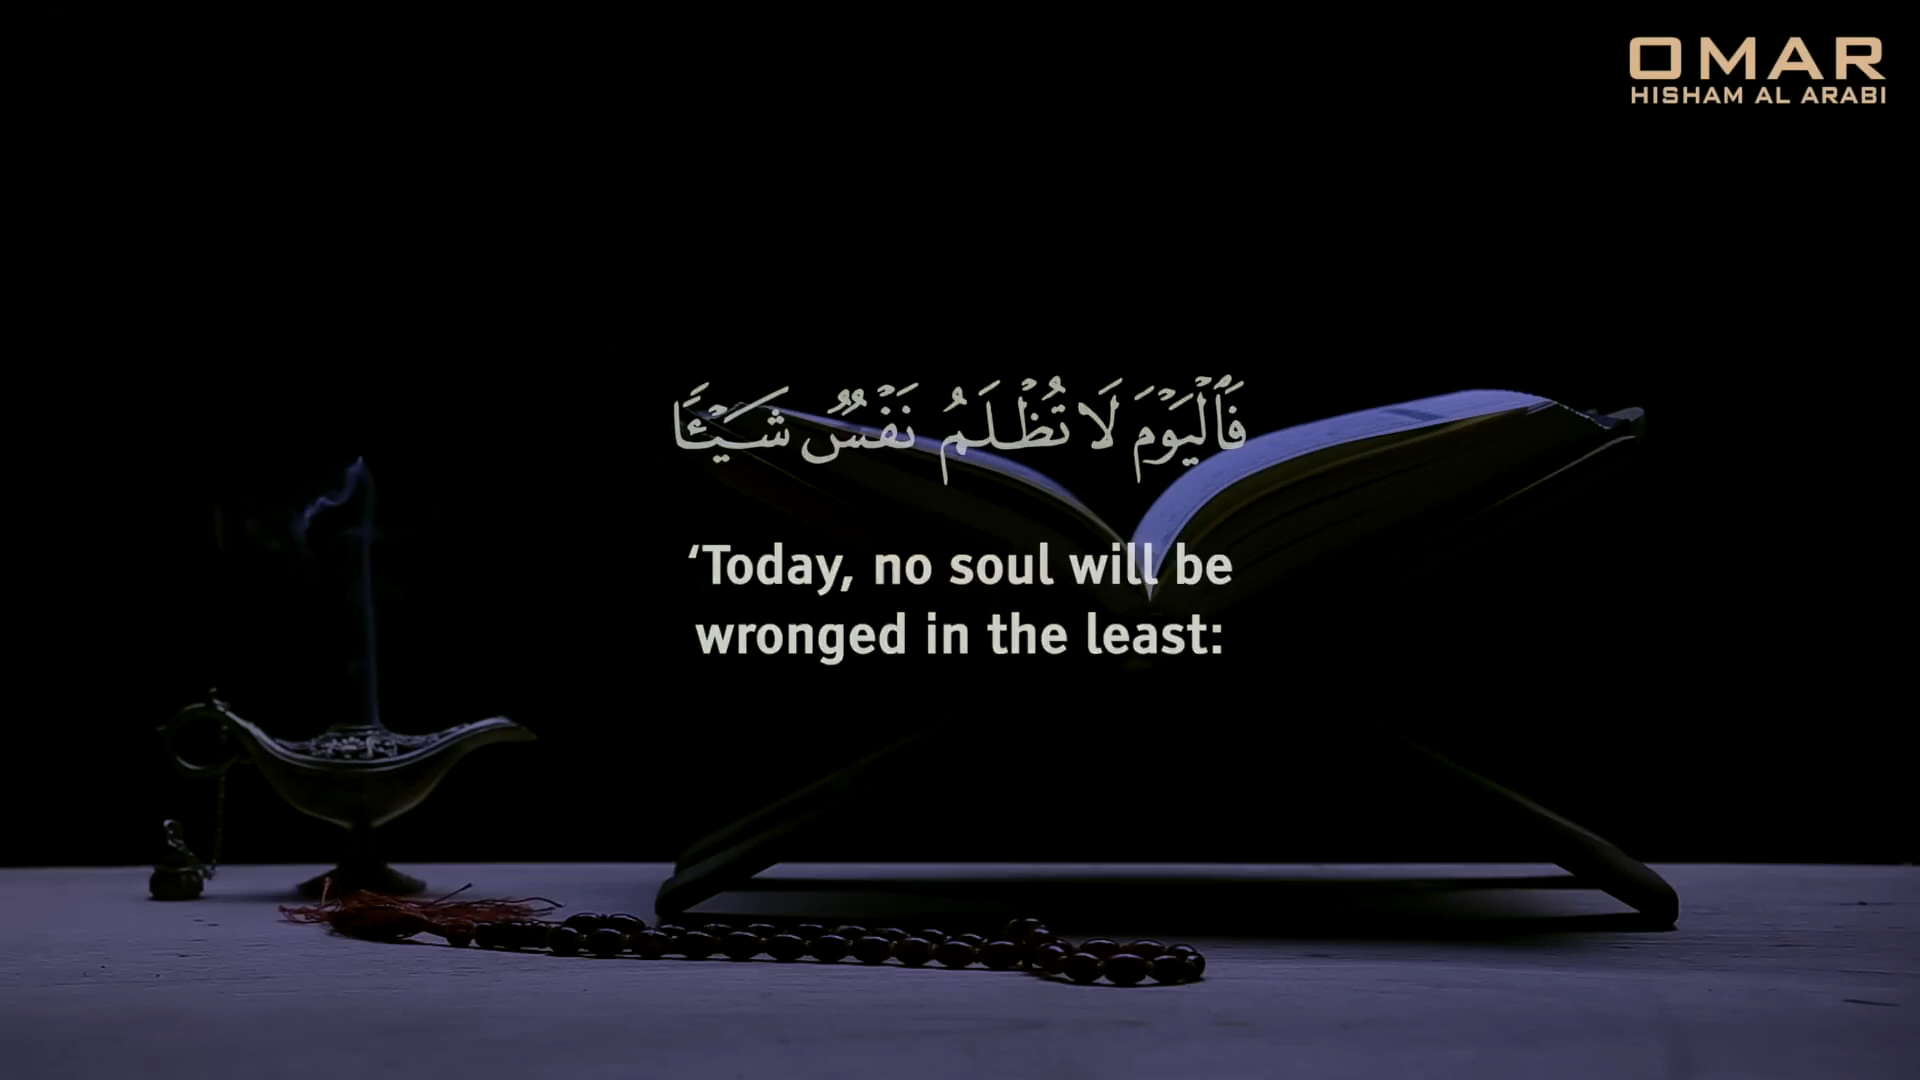 OMAR
HISHAM AL ARABI
فَٱلْيَوْمَ لَا تُظْلَمُ نَفْسٌ شَيْـًٔا
‘Today, no soul will be
wronged in the least: